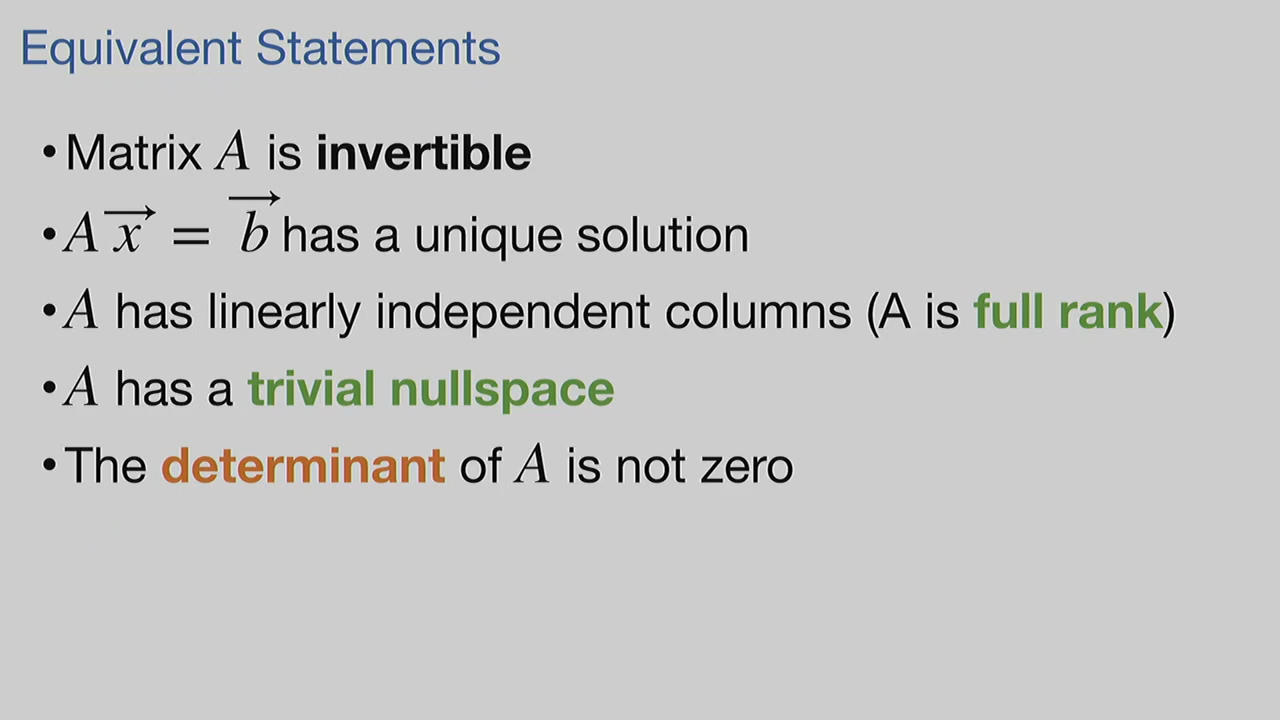 Equivalent Statements
•Matrix A is invertible
•A x⃗ = b⃗ has a unique solution
•A has linearly independent columns (A is full rank)
•A has a trivial nullspace
•The determinant of A is not zero